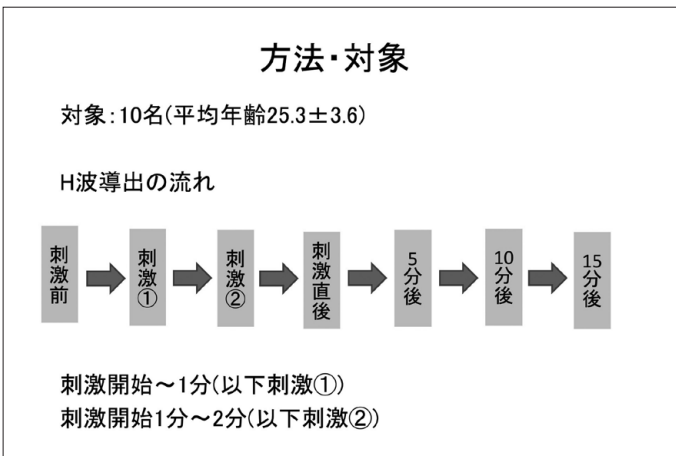 方法・対象
対象:10名(平均年齢25.3±3.6)
H波導出の流れ
刺激前
刺激①
刺激②
刺激直後
5分後
10分後
15分後
刺激開始～1分(以下刺激①)
刺激開始1分～2分(以下刺激②)